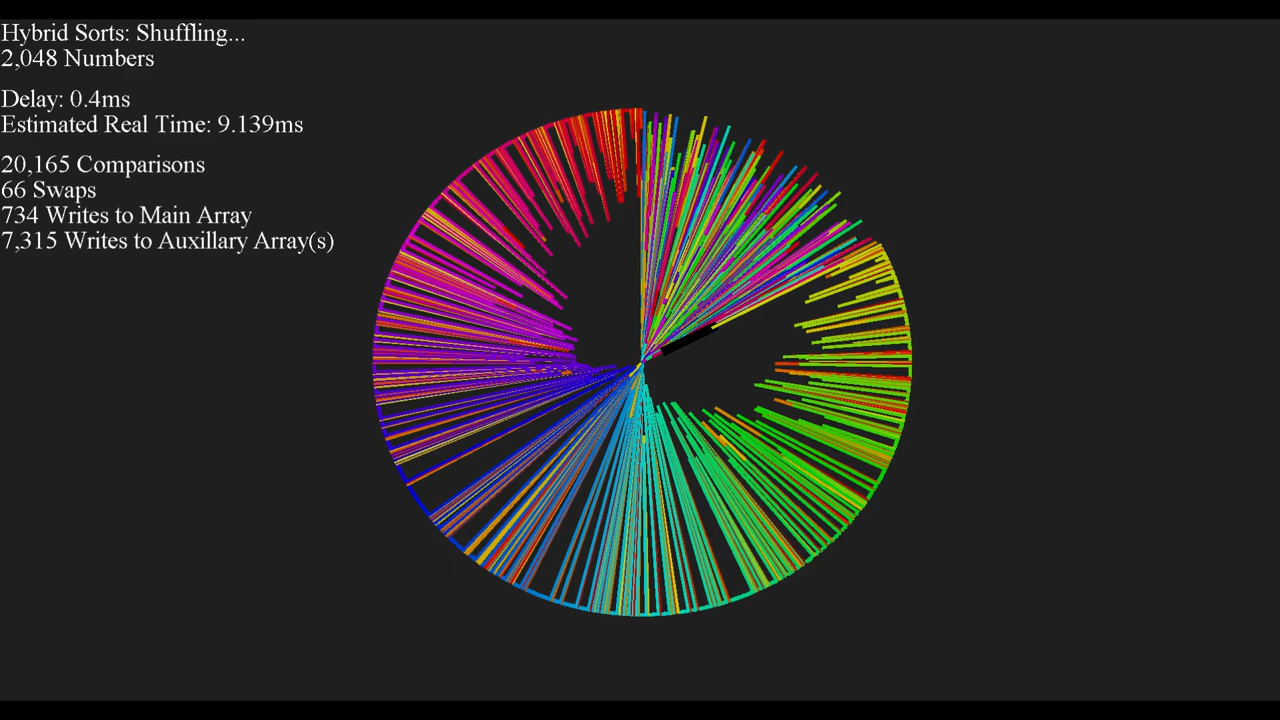 Hybrid Sorts: Shuffling...
2,048 Numbers
Delay: 0.4ms
Estimated Real Time: 9.139ms
20,165 Comparisons
66 Swaps
734 Writes to Main Array
7,315 Writes to Auxillary Array(s)